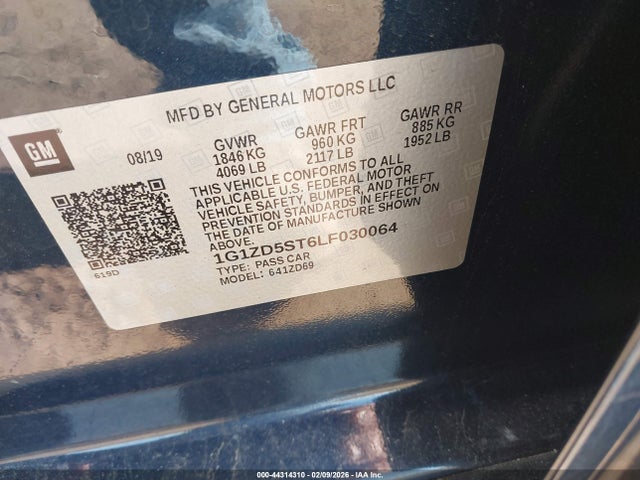 MFD BY GENERAL MOTORS LLC
GM
08/19
GVWR
1846 KG
4069 LB
GAWR FRT
960 KG
2117 LB
GAWR RR
885 KG
1952 LB
THIS VEHICLE CONFORMS TO ALL
APPLICABLE U.S. FEDERAL MOTOR
VEHICLE SAFETY, BUMPER, AND THEFT
PREVENTION STANDARDS IN EFFECT ON
THE DATE OF MANUFACTURE SHOWN
ABOVE.
1G1ZD5ST6LF030064
TYPE: PASS CAR
MODEL: 641ZD69
619D
000-44314310 - 02/09/2026 - IAA Inc.